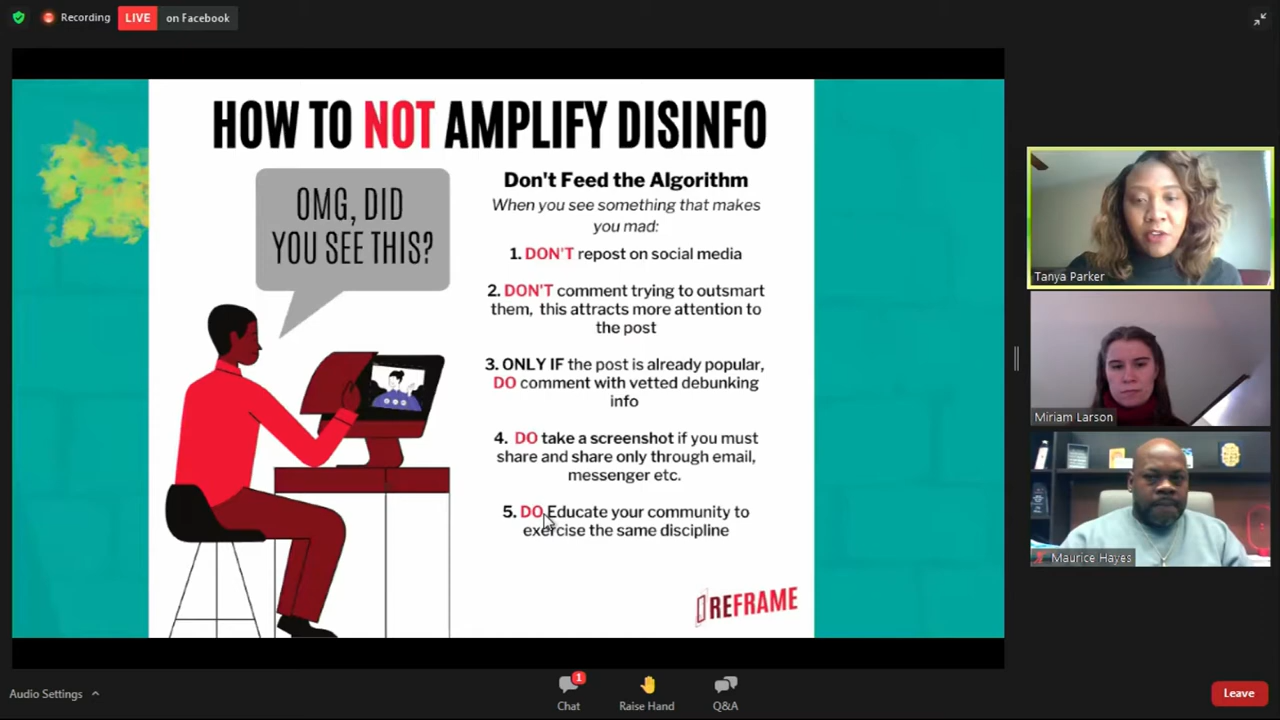 Recording
LIVE on Facebook
HOW TO NOT AMPLIFY DISINFO
OMG, DID
YOU SEE THIS?
Don't Feed the Algorithm
When you see something that makes
you mad:
1. DON'T repost on social media
2. DON'T comment trying to outsmart
them, this attracts more attention to
the post
3. ONLY IF the post is already popular,
DO comment with vetted debunking
info
4. DO take a screenshot if you must
share and share only through email,
messenger etc.
5. DO Educate your community to
exercise the same discipline
REFRAME
Tanya Parker
Miriam Larson
Maurice Hayes
Audio Settings
1
Chat
Raise Hand
Q&A
Leave